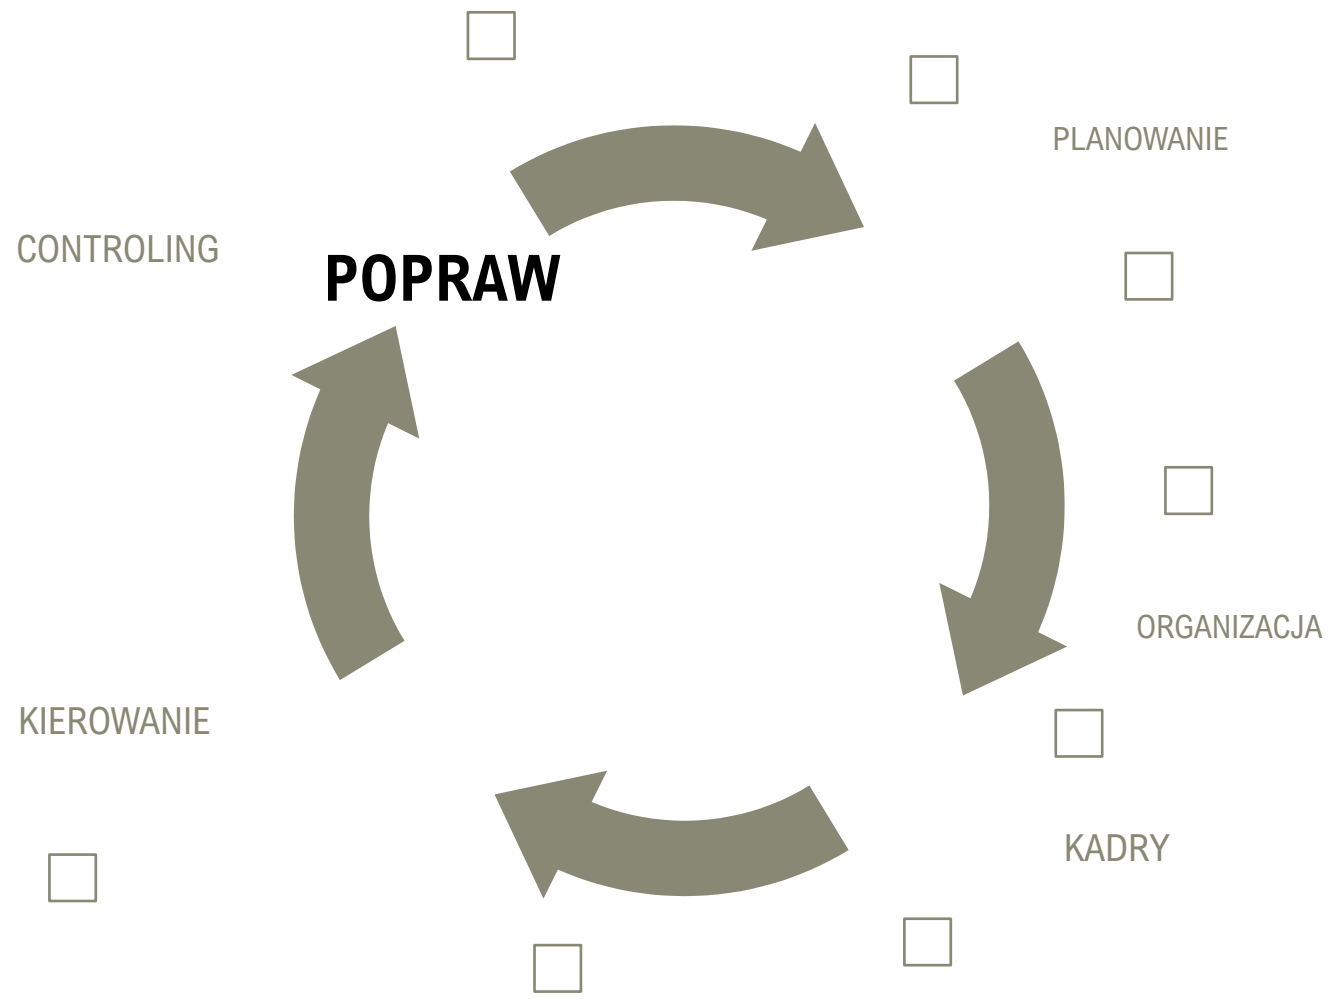 PLANOWANIE
CONTROLING
POPRAW
ORGANIZACJA
KIEROWANIE
KADRY